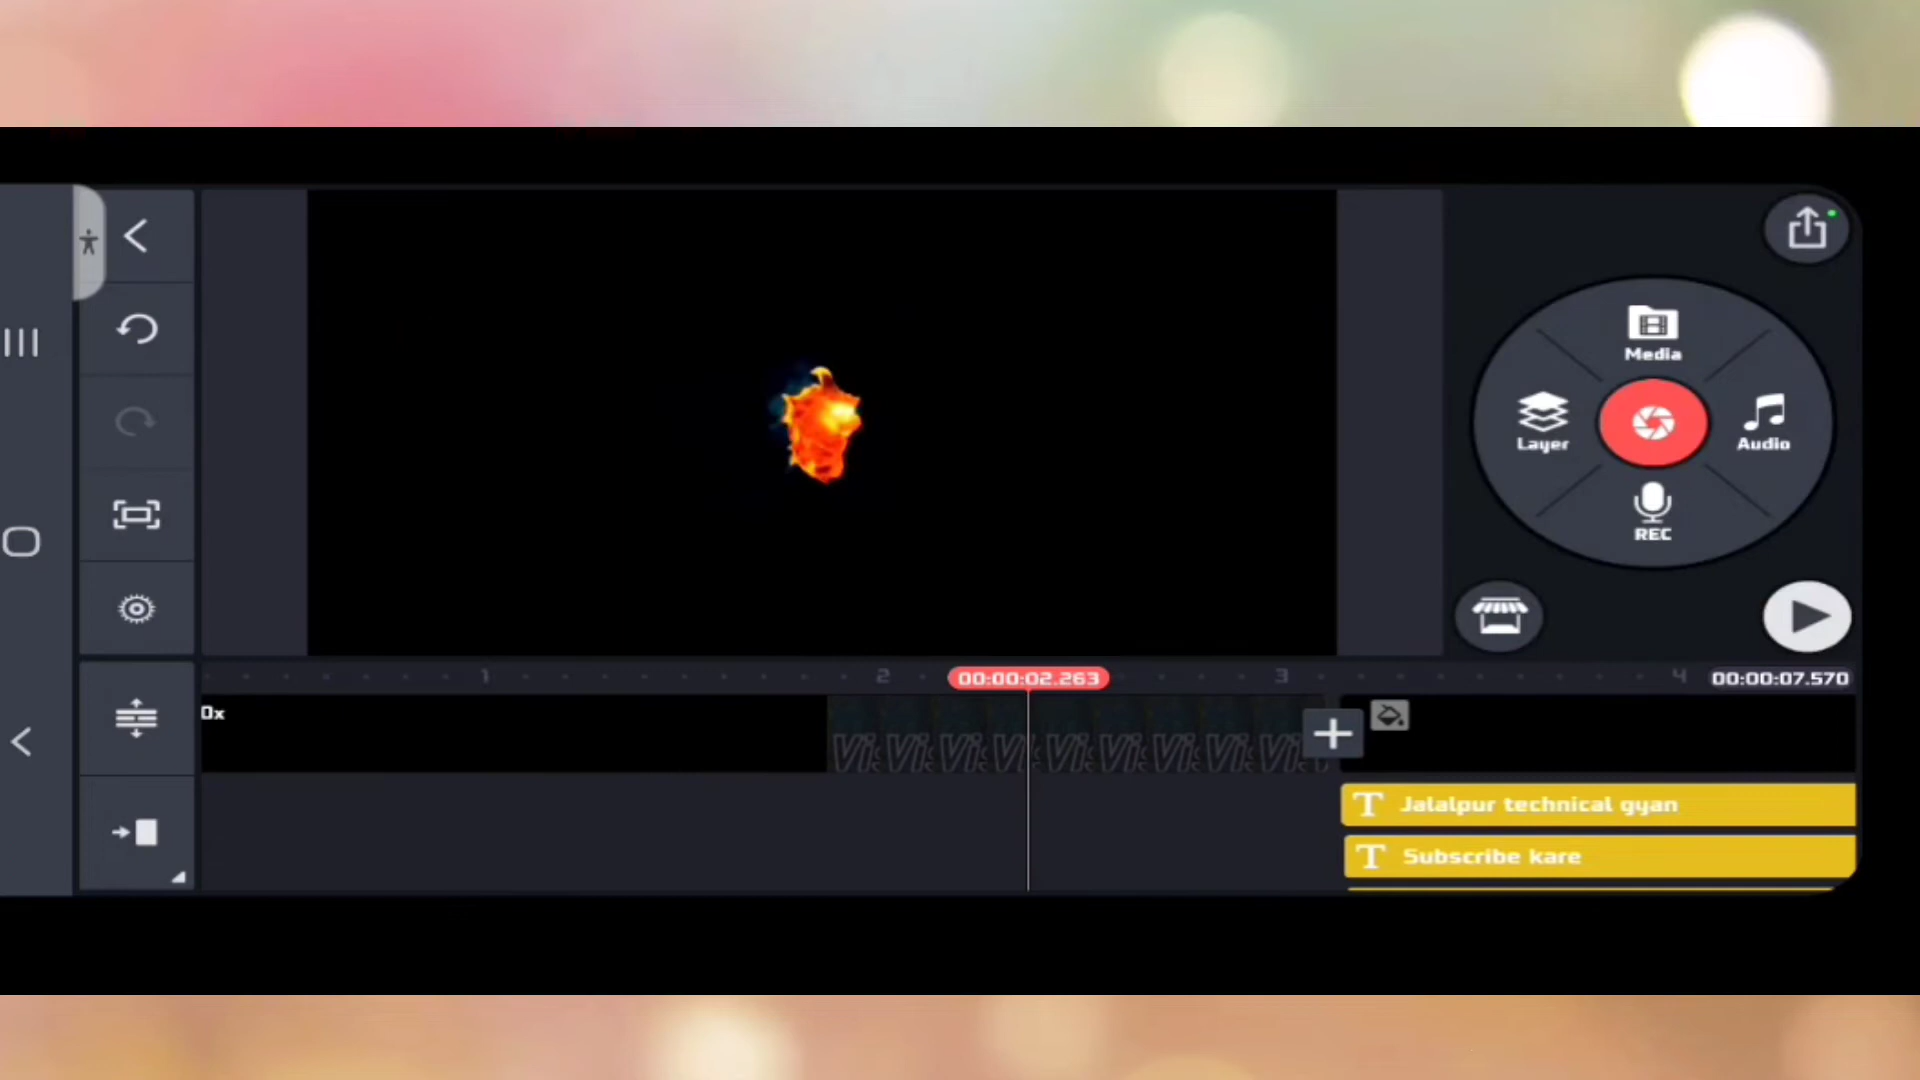 Media
Layer
Audio
REC
1
2
00:00:02.263
3
4
00:00:07.570
0x
Jalalpur technical gyan
Subscribe kare